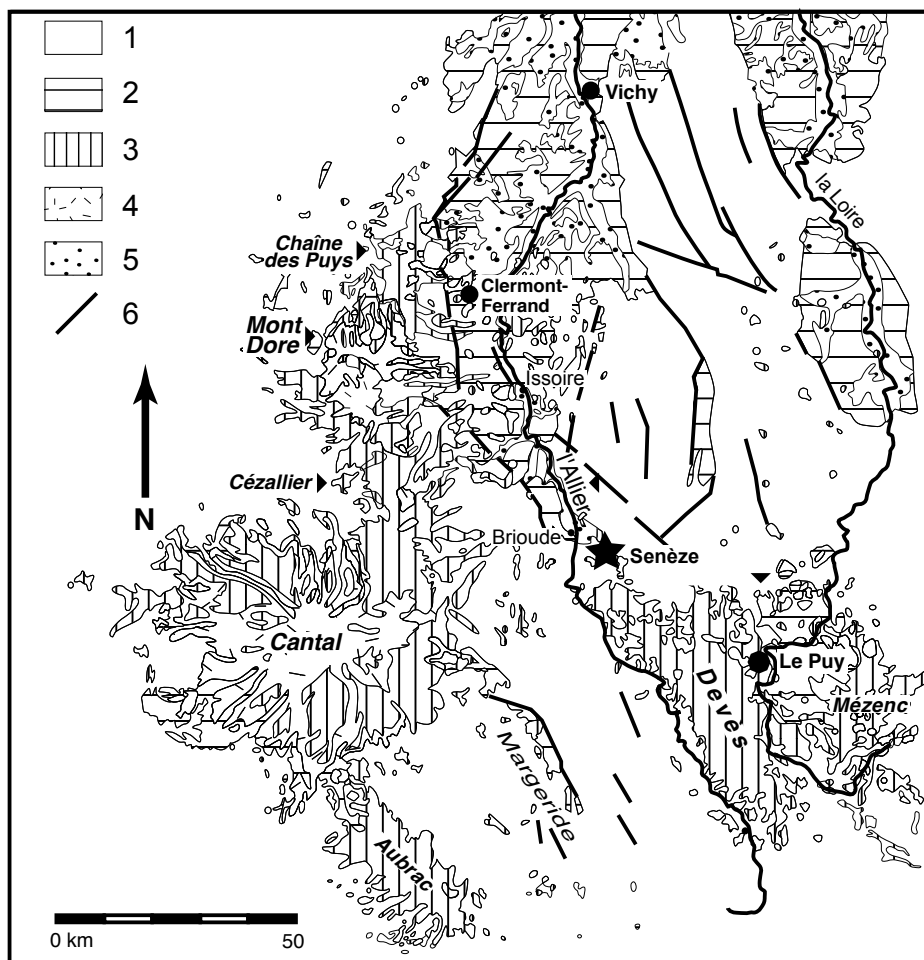 1
2
3
4
5
6
N
Vichy
la Loire
Chaîne
des Puys
Clermont-
Ferrand
Mont
Dore
Issoire
l'Allier
Cézallier
Brioude
Senèze
Cantal
Le Puy
Devès
Mézenc
Margeride
Aubrac
0 km
50